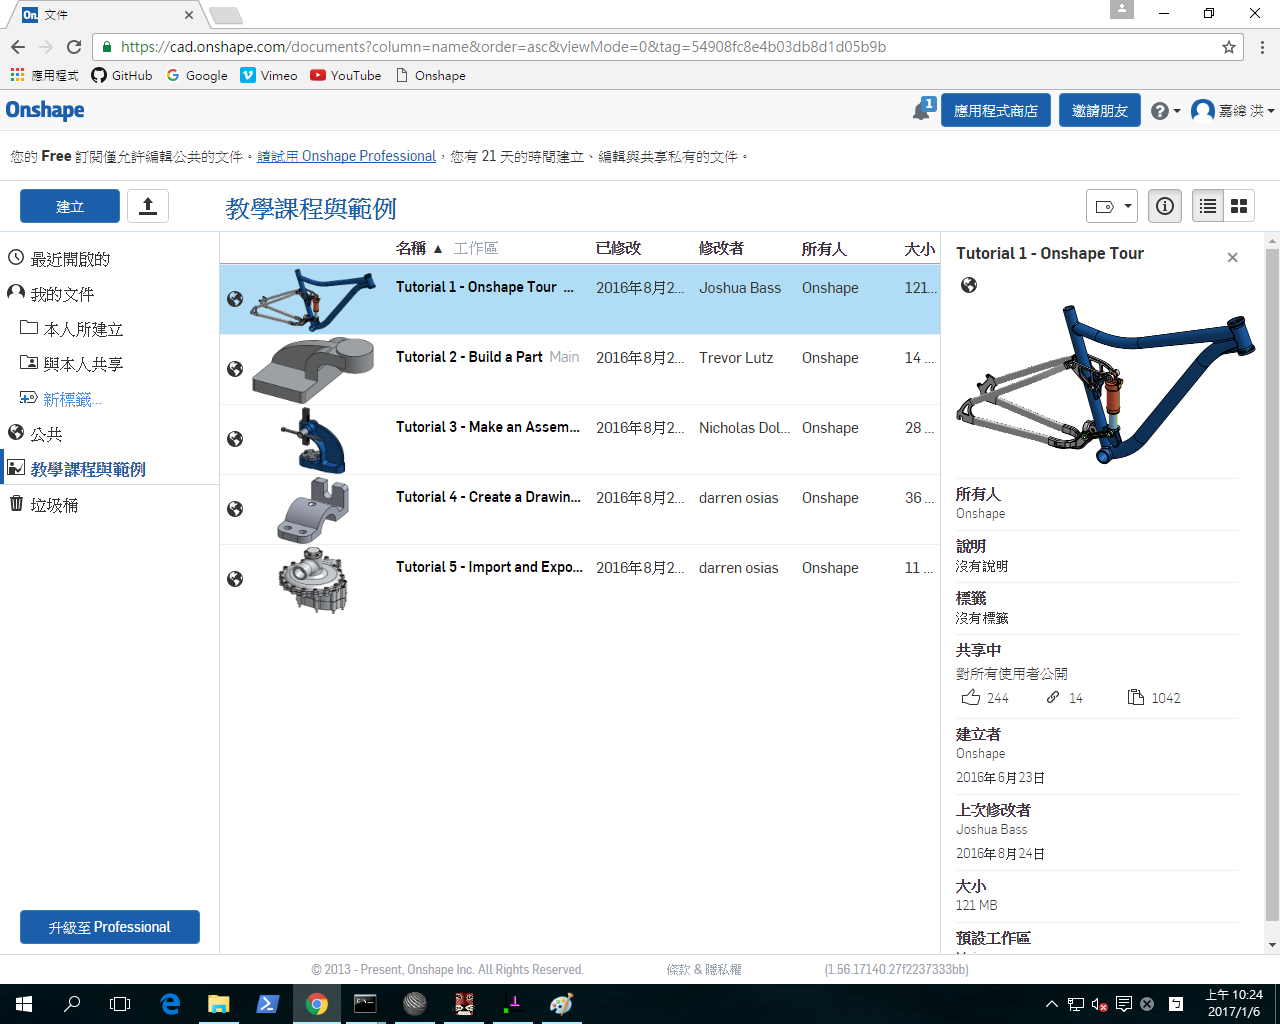 On 文件
https://cad.onshape.com/documents?column=name&order=asc&viewMode=0&tag=54908fc8e4b03db8d1d05b9b
應用程式 GitHub Google Vimeo YouTube Onshape
Onshape 1 應用程式商店 邀請朋友 嘉緯 洪
您的 Free 訂閱僅允許編輯公共的文件。請試用 Onshape Professional，您有 21 天的時間建立、編輯與共享私有的文件。
建立
教學課程與範例
最近開啟的
我的文件
本人所建立
與本人共享
新標籤...
公共
教學課程與範例
垃圾桶
升級至 Professional
名稱 ▲ 工作區 已修改 修改者 所有人 大小
Tutorial 1 - Onshape Tour ... 2016年8月2... Joshua Bass Onshape 121...
Tutorial 2 - Build a Part Main 2016年8月2... Trevor Lutz Onshape 14 ...
Tutorial 3 - Make an Assem... 2016年8月2... Nicholas Dol... Onshape 28 ...
Tutorial 4 - Create a Drawin... 2016年8月2... darren osias Onshape 36 ...
Tutorial 5 - Import and Expo... 2016年8月2... darren osias Onshape 11 ...
Tutorial 1 - Onshape Tour
所有人
Onshape
說明
沒有說明
標籤
沒有標籤
共享中
對所有使用者公開
244 14 1042
建立者
Onshape
2016年6月23日
上次修改者
Joshua Bass
2016年8月24日
大小
121 MB
預設工作區
© 2013 - Present, Onshape Inc. All Rights Reserved. 條款 & 隱私權 (1.56.17140.27f2237333bb)
上午 10:24
2017/1/6